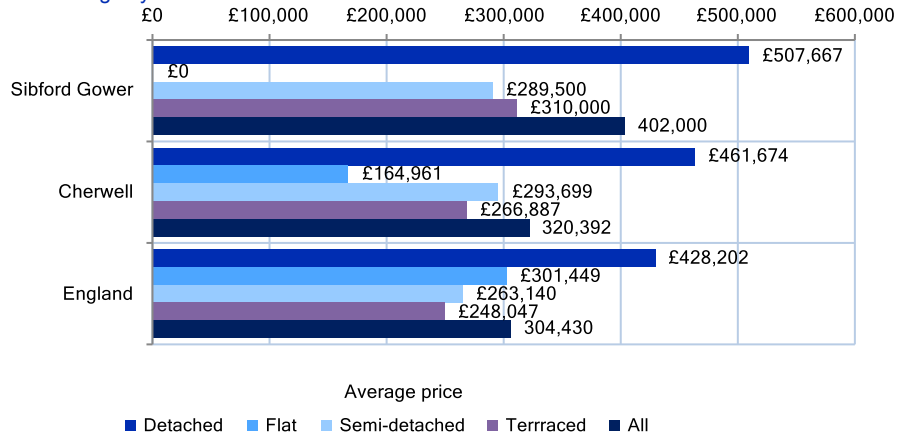 £0 £100,000 £200,000 £300,000 £400,000 £500,000 £600,000
£507,667
£0
Sibford Gower
£289,500
£310,000
402,000
£461,674
£164,961
Cherwell
£293,699
£266,887
320,392
£428,202
£301,449
England
£263,140
£248,047
304,430
Average price
Detached Flat Semi-detached Terrraced All